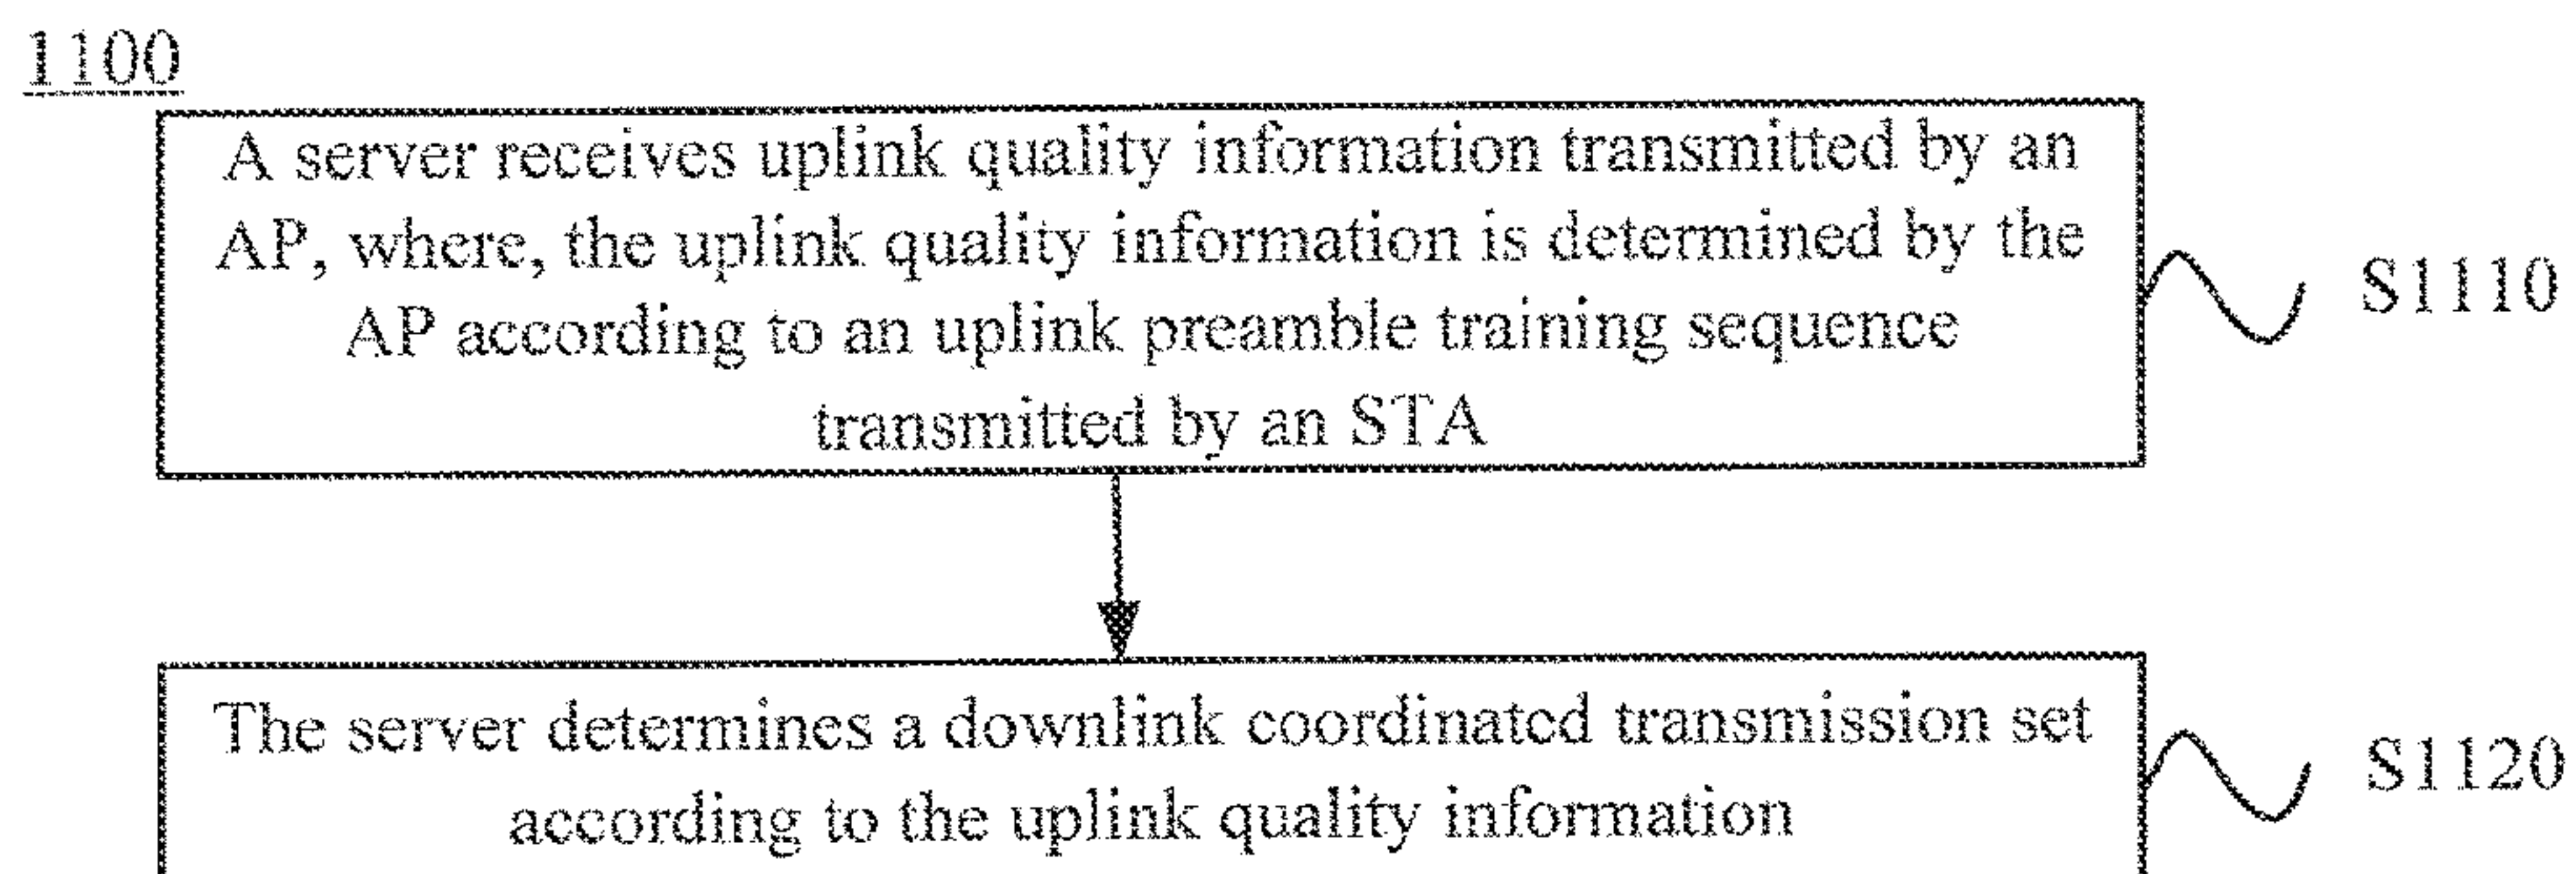 1100
A server receives uplink quality information transmitted by an
AP, where, the uplink quality information is determined by the
AP according to an uplink preamble training sequence
transmitted by an STA
S1110
The server determines a downlink coordinated transmission set
according to the uplink quality information
S1120